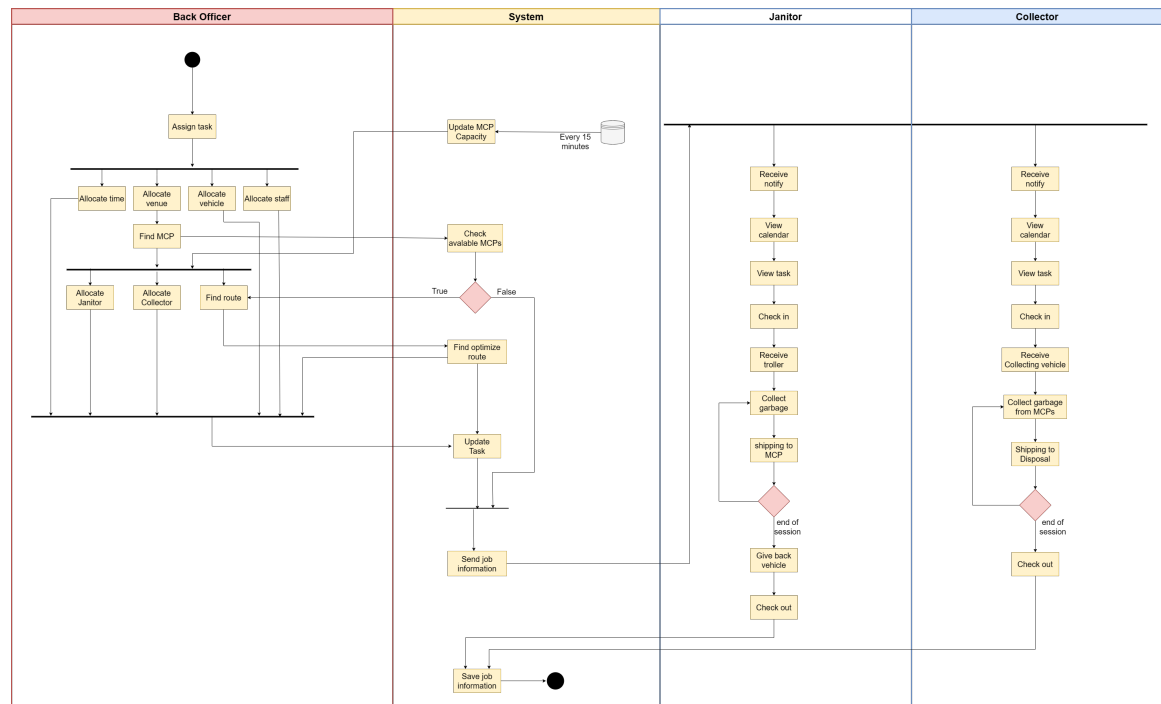 Back Officer
System
Janitor
Collector
Assign task
Update MCP
Capacity
Every 15
minutes
Allocate time
Allocate
venue
Allocate
vehicle
Allocate staff
Find MCP
Check
avalable MCPs
Allocate
Janitor
Allocate
Collector
Find route
True
False
Find optimize
route
Update
Task
Send job
information
Receive
notify
View
calendar
View task
Check in
Receive
troller
Collect
garbage
shipping to
MCP
end of
session
Give back
vehicle
Check out
Receive
notify
View
calendar
View task
Check in
Receive
Collecting vehicle
Collect garbage
from MCPs
Shipping to
Disposal
end of
session
Check out
Save job
information